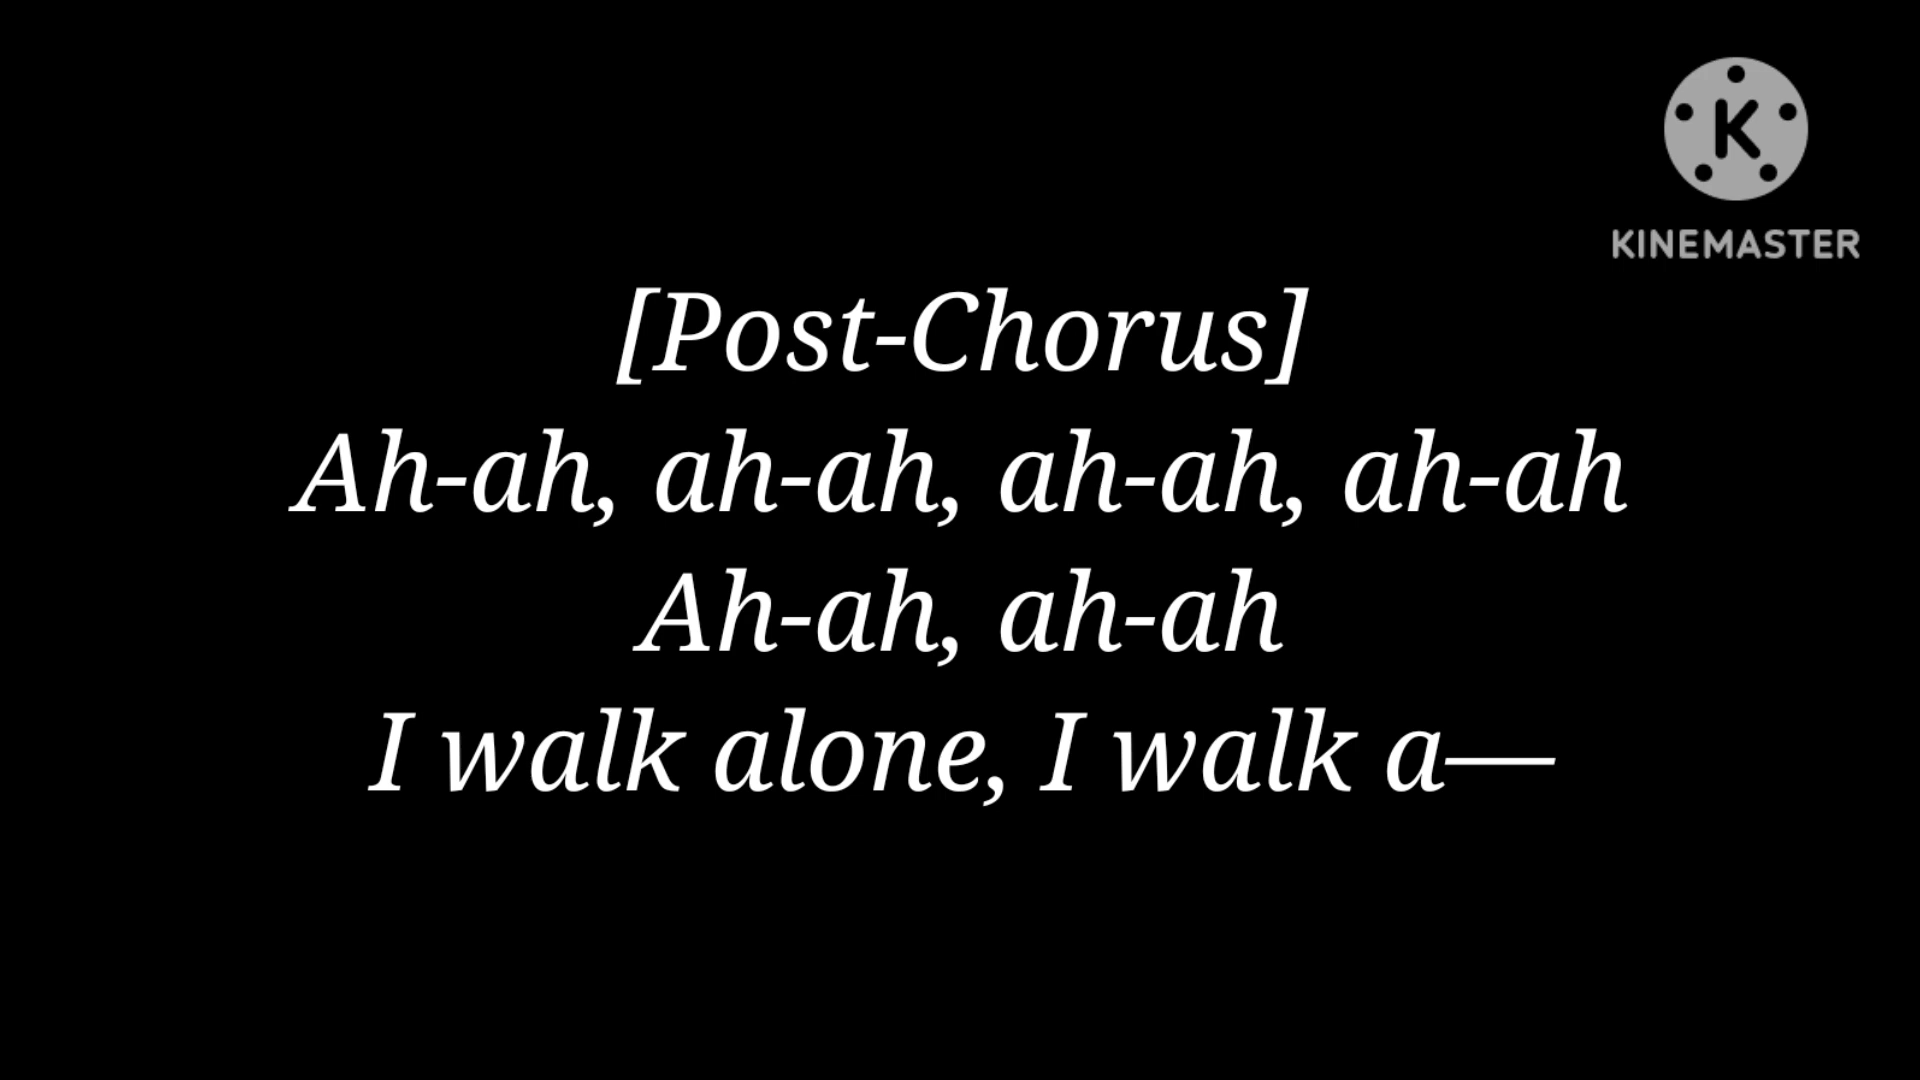 K
KINEMASTER
[Post-Chorus]
Ah-ah, ah-ah, ah-ah, ah-ah
Ah-ah, ah-ah
I walk alone, I walk a—